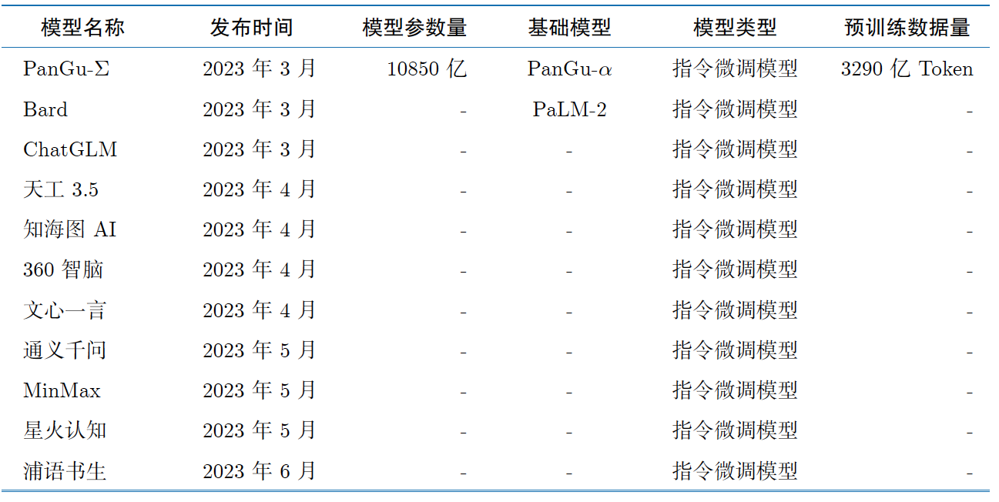 模型名称 发布时间 模型参数量 基础模型 模型类型 预训练数据量
PanGu-Σ 2023 年 3 月 10850 亿 PanGu-α 指令微调模型 3290 亿 Token
Bard 2023 年 3 月 - PaLM-2 指令微调模型 -
ChatGLM 2023 年 3 月 - - 指令微调模型 -
天工 3.5 2023 年 4 月 - - 指令微调模型 -
知海图 AI 2023 年 4 月 - - 指令微调模型 -
360 智脑 2023 年 4 月 - - 指令微调模型 -
文心一言 2023 年 4 月 - - 指令微调模型 -
通义千问 2023 年 5 月 - - 指令微调模型 -
MinMax 2023 年 5 月 - - 指令微调模型 -
星火认知 2023 年 5 月 - - 指令微调模型 -
浦语书生 2023 年 6 月 - - 指令微调模型 -